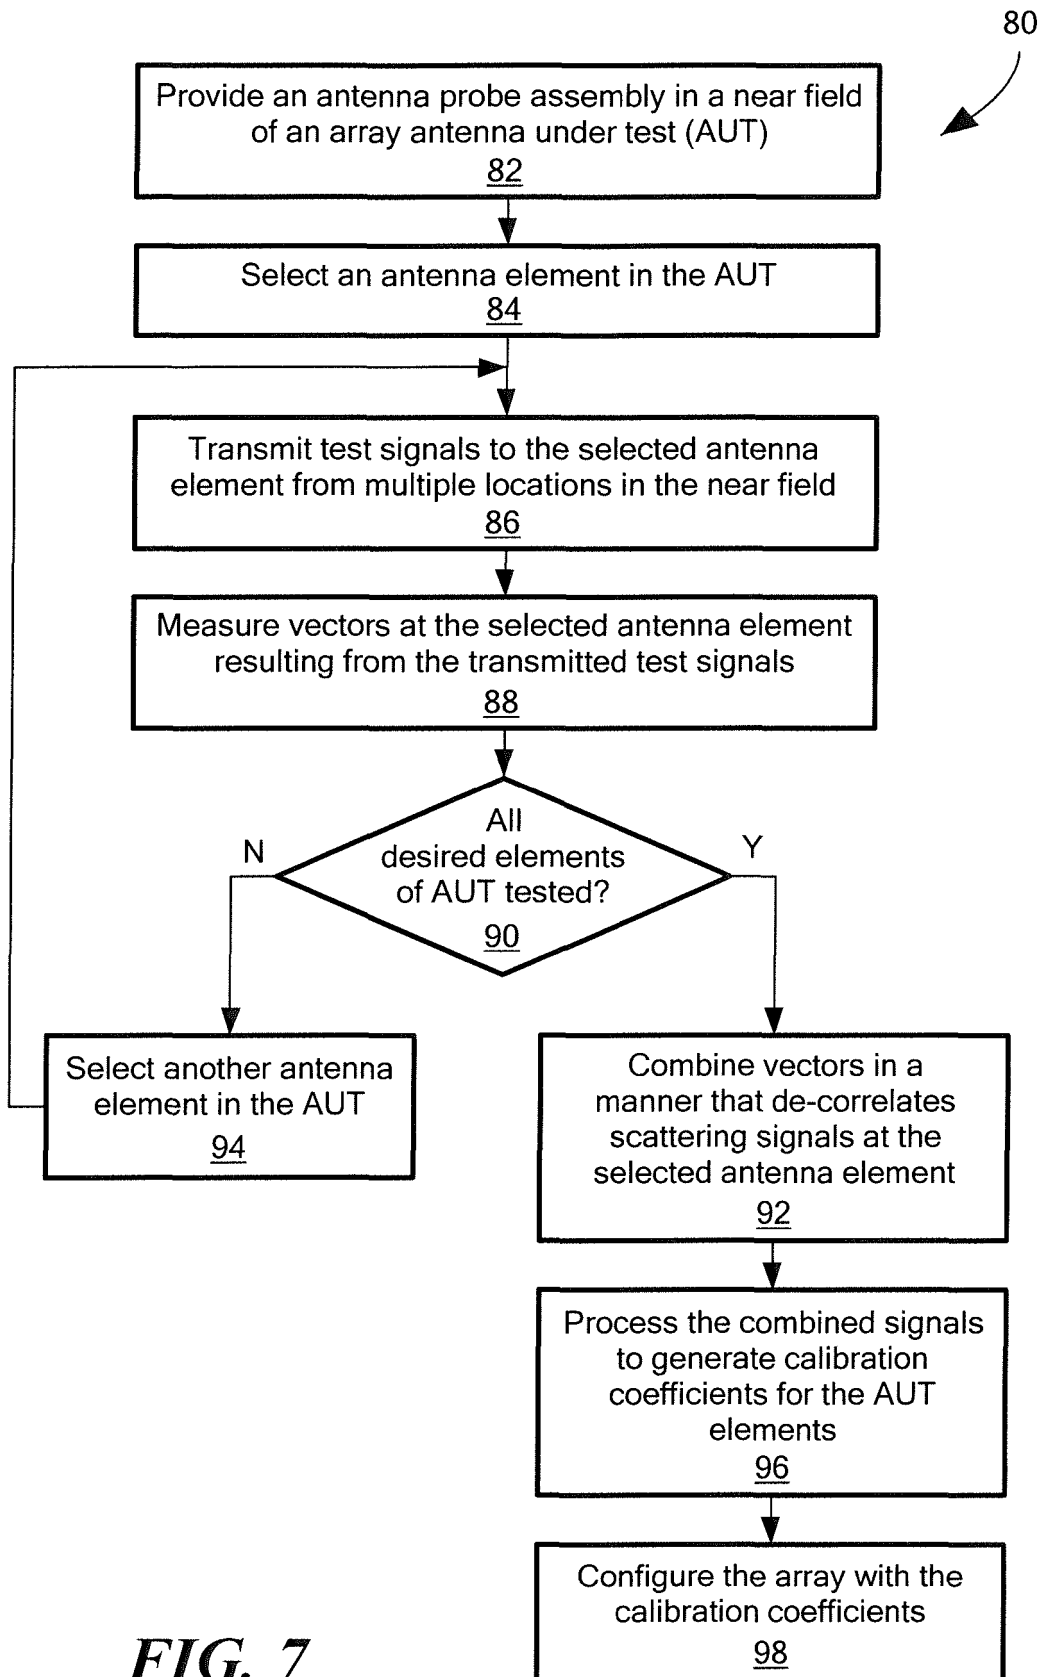 80
Provide an antenna probe assembly in a near field
of an array antenna under test (AUT)
82
Select an antenna element in the AUT
84
Transmit test signals to the selected antenna
element from multiple locations in the near field
86
Measure vectors at the selected antenna element
resulting from the transmitted test signals
88
All
desired elements
of AUT tested?
90
N
Y
Select another antenna
element in the AUT
94
Combine vectors in a
manner that de-correlates
scattering signals at the
selected antenna element
92
Process the combined signals
to generate calibration
coefficients for the AUT
elements
96
Configure the array with the
calibration coefficients
98
FIG. 7